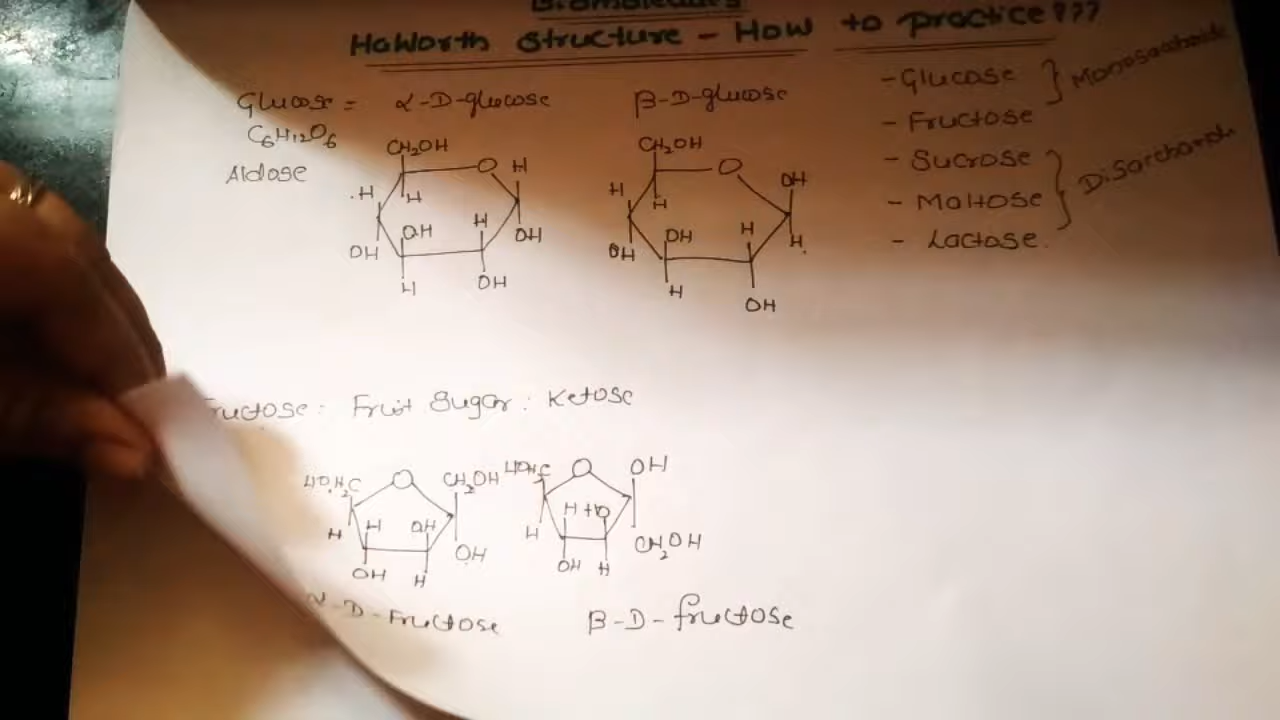 Biomolecules
Haworth Structure - How to practice???
Glucose = α-D-glucose β-D-glucose
C6H12O6
Aldose
- Glucose
- Fructose
} Monosaccharide
- Sucrose
- Maltose
- Lactose.
} Disaccharide
CH2OH
O H
H H
OH H
OH OH
H OH
CH2OH
O OH
H H
OH H
OH H
H OH
Fructose: Fruit Sugar: Ketose
HOH2C O CH2OH
H H OH OH
OH H
HOH2C O OH
H H HO CH2OH
OH H
α-D-Fructose β-D-fructose